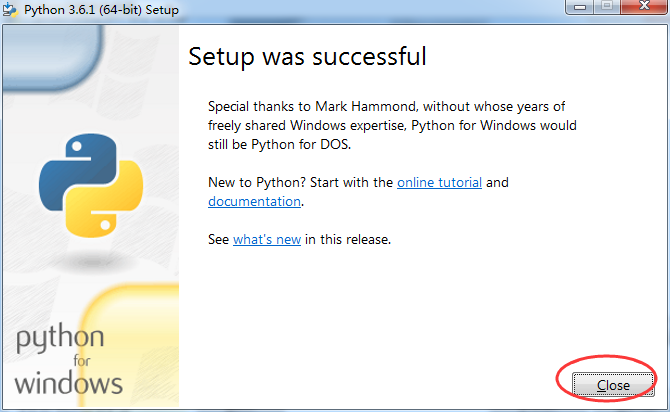 Python 3.6.1 (64-bit) Setup
Setup was successful
Special thanks to Mark Hammond, without whose years of
freely shared Windows expertise, Python for Windows would
still be Python for DOS.
New to Python? Start with the online tutorial and
documentation.
See what's new in this release.
python
for
windows
Close